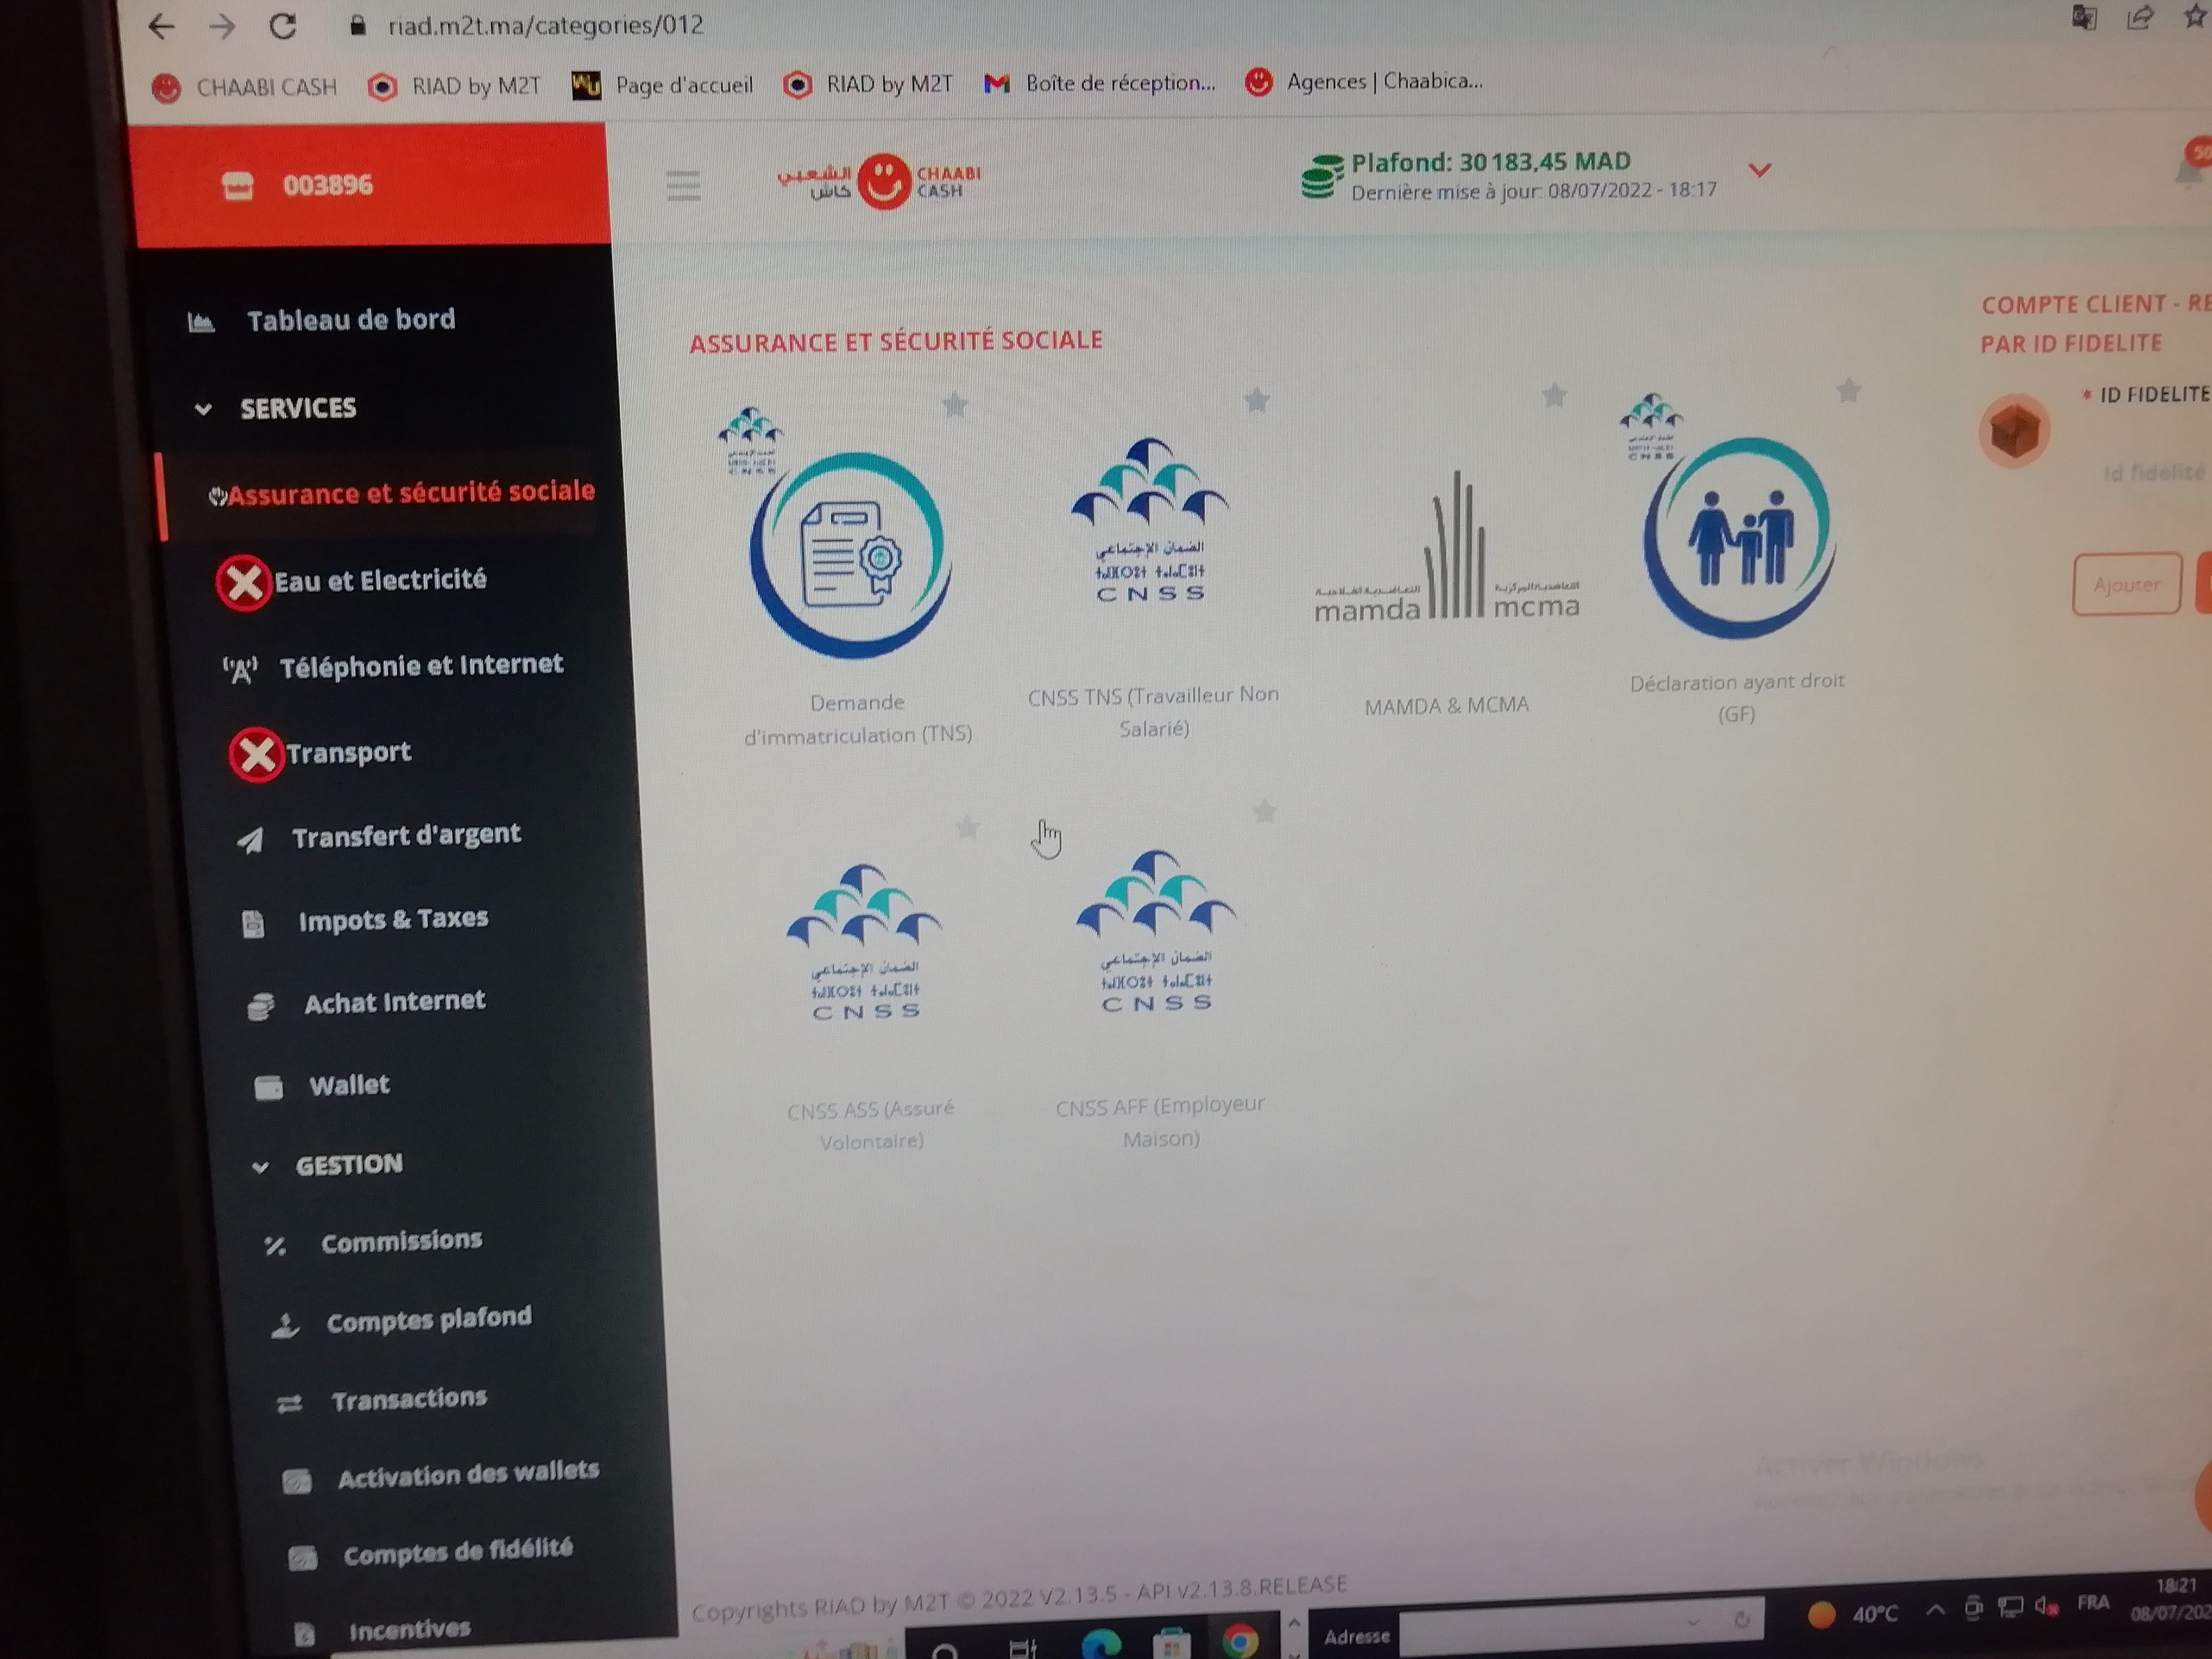 riad.m2t.ma/categories/012
CHAABI CASH
RIAD by M2T
Page d'accueil
RIAD by M2T
Boîte de réception...
Agences | Chaabica...
003896
الشعبي
كاش
CHAABI
CASH
Plafond: 30 183,45 MAD
Dernière mise à jour: 08/07/2022 - 18:17
50
Tableau de bord
SERVICES
Assurance et sécurité sociale
Eau et Electricité
Téléphonie et Internet
Transport
Transfert d'argent
Impots & Taxes
Achat Internet
Wallet
GESTION
Commissions
Comptes plafond
Transactions
Activation des wallets
Comptes de fidélité
Incentives
ASSURANCE ET SÉCURITÉ SOCIALE
Demande
d'immatriculation (TNS)
الضمان الإجتماعي
CNSS
CNSS TNS (Travailleur Non
Salarié)
mamda
mcma
MAMDA & MCMA
CNSS
Déclaration ayant droit
(GF)
الضمان الإجتماعي
CNSS
CNSS ASS (Assuré
Volontaire)
الضمان الإجتماعي
CNSS
CNSS AFF (Employeur
Maison)
COMPTE CLIENT - RE
PAR ID FIDELITE
* ID FIDELITE
Id fidelité
Ajouter
Activer Windows
Copyrights RIAD by M2T © 2022 V2.13.5 - API v2.13.8.RELEASE
Adresse
40°C
FRA
18:21
08/07/202